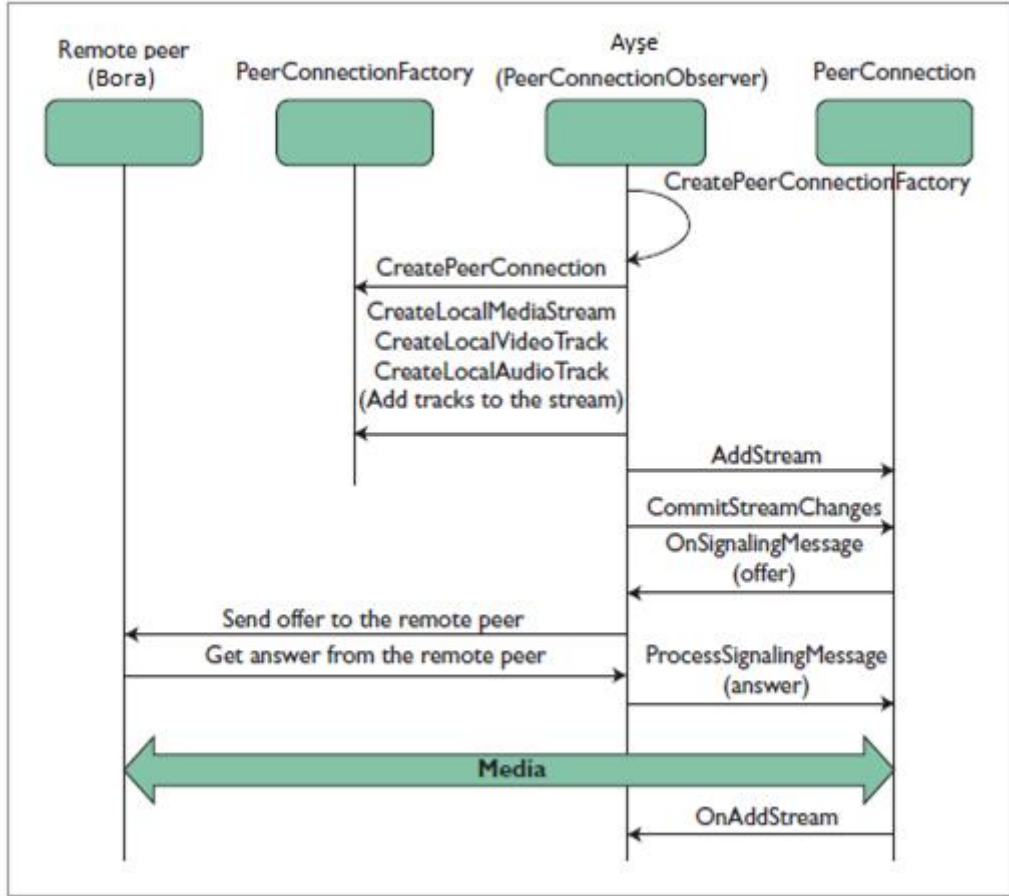 Remote peer
(Bora)
PeerConnectionFactory
Ayşe
(PeerConnectionObserver)
PeerConnection
CreatePeerConnectionFactory
CreatePeerConnection
CreateLocalMediaStream
CreateLocalVideoTrack
CreateLocalAudioTrack
(Add tracks to the stream)
AddStream
CommitStreamChanges
OnSignalingMessage
(offer)
Send offer to the remote peer
Get answer from the remote peer
ProcessSignalingMessage
(answer)
Media
OnAddStream